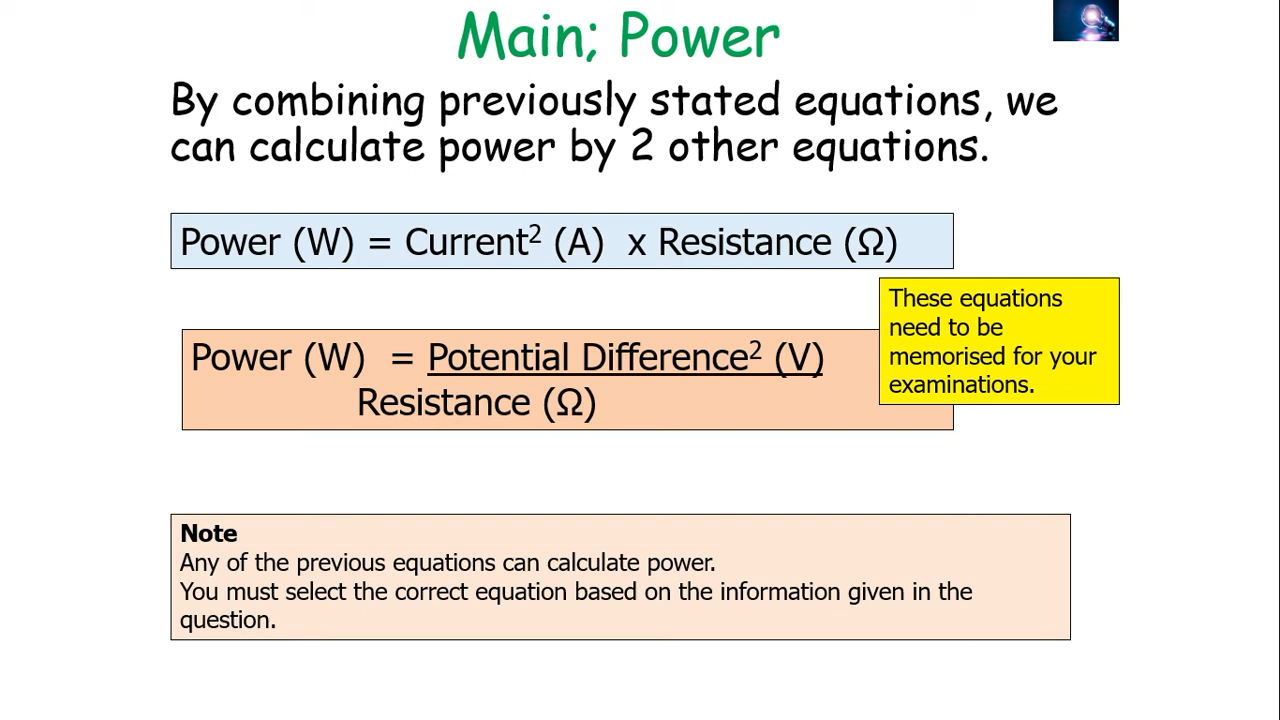 Main; Power
By combining previously stated equations, we
can calculate power by 2 other equations.
Power (W) = Current² (A)  x Resistance (Ω)
These equations
need to be
memorised for your
examinations.
Power (W)  = Potential Difference² (V)
Resistance (Ω)
Note
Any of the previous equations can calculate power.
You must select the correct equation based on the information given in the
question.